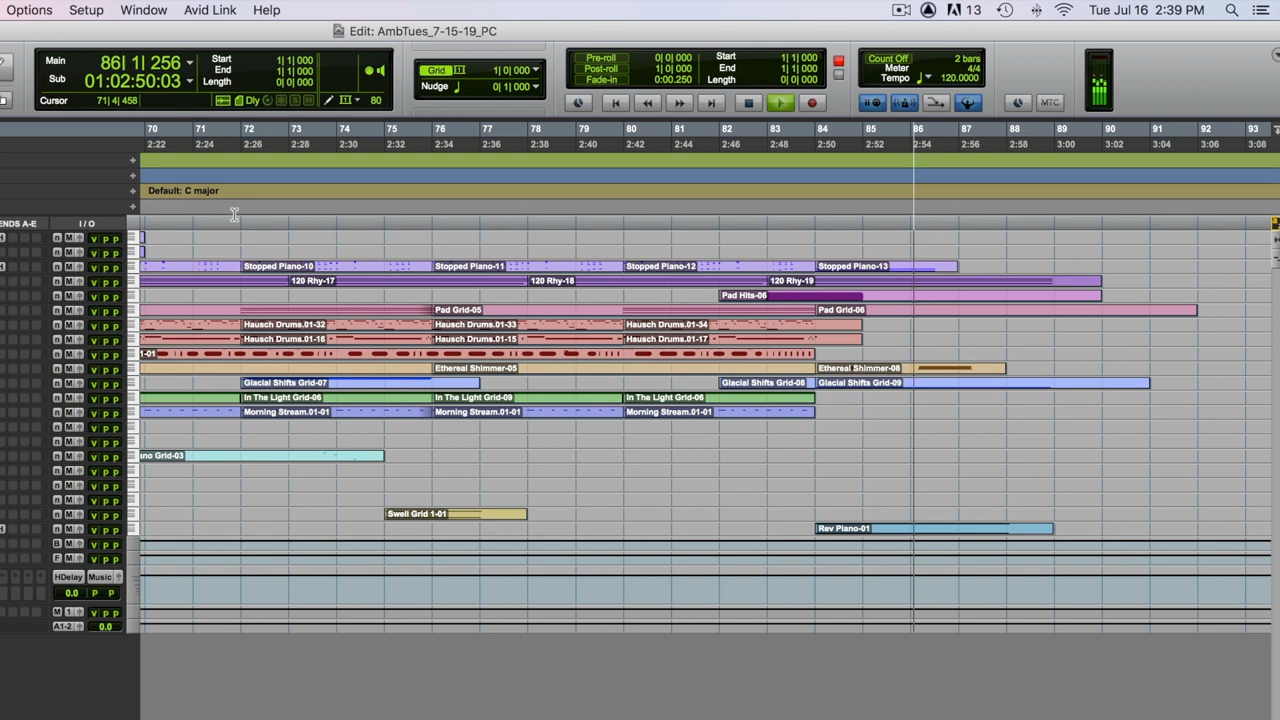 Options Setup Window Avid Link Help 13 Tue Jul 16 2:39 PM
Edit: AmbTues_7-15-19_PC
Main 86| 1| 256 Start 1| 1| 000
Sub 01:02:50:03 End 1| 1| 000
Length 0| 0| 000
Cursor 71| 4| 458 Dly S M 80
Grid 1| 0| 000
Nudge 0| 1| 000
Pre-roll 0| 0| 000 Start 1| 1| 000
Post-roll 1| 0| 000 End 1| 1| 000
Fade-in 0:00.250 Length 0| 0| 000
Count Off 2 bars
Meter 4/4
Tempo 120.0000
MTC
70 71 72 73 74 75 76 77 78 79 80 81 82 83 84 85 86 87 88 89 90 91 92 93
2:22 2:24 2:26 2:28 2:30 2:32 2:34 2:36 2:38 2:40 2:42 2:44 2:46 2:48 2:50 2:52 2:54 2:56 2:58 3:00 3:02 3:04 3:06 3:08
Default: C major
ENDS A-E I / O
n M v p p
n M v p p
n M v p p Stopped Piano-10 Stopped Piano-11 Stopped Piano-12 Stopped Piano-13
n M v p p 120 Rhy-17 120 Rhy-18 120 Rhy-19
n M v p p Pad Hits-06
n M v p p Pad Grid-05 Pad Grid-06
n M v p p Hausch Drums.01-32 Hausch Drums.01-33 Hausch Drums.01-34
n M v p p Hausch Drums.01-16 Hausch Drums.01-15 Hausch Drums.01-17
n M v p p 1-01
n M v p p Ethereal Shimmer-05 Ethereal Shimmer-08
n M v p p Glacial Shifts Grid-07 Glacial Shifts Grid-08 Glacial Shifts Grid-09
n M v p p In The Light Grid-06 In The Light Grid-09 In The Light Grid-06
n M v p p Morning Stream.01-01 Morning Stream.01-01 Morning Stream.01-01
n M v p p
n M v p p
n M v p p ano Grid-03
n M v p p
n M v p p
n M v p p
n M v p p Swell Grid 1-01
n M v p p Rev Piano-01
B M v p p
F M v p p
HDelay Music
0.0 P P
M 1 v p p
A1-2 0.0